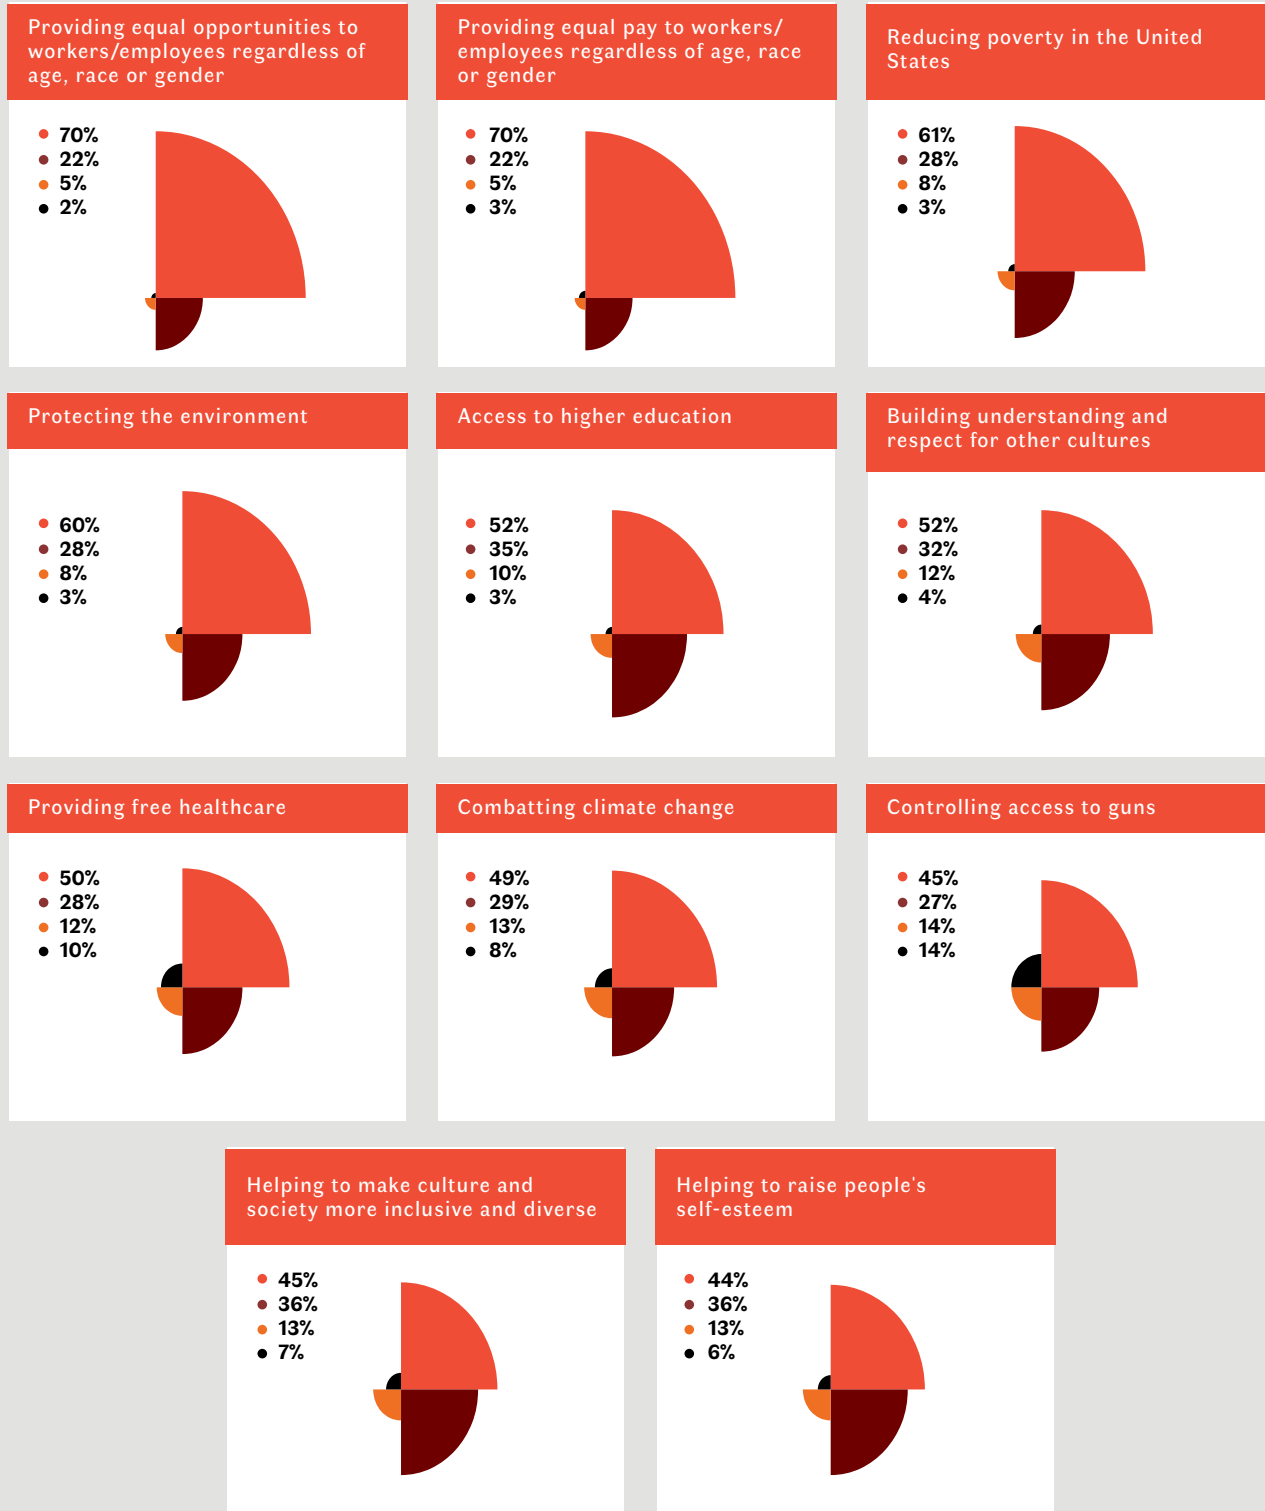 Providing equal opportunities to
workers/employees regardless of
age, race or gender
70%
22%
5%
2%
Providing equal pay to workers/
employees regardless of age, race
or gender
70%
22%
5%
3%
Reducing poverty in the United
States
61%
28%
8%
3%
Protecting the environment
60%
28%
8%
3%
Access to higher education
52%
35%
10%
3%
Building understanding and
respect for other cultures
52%
32%
12%
4%
Providing free healthcare
50%
28%
12%
10%
Combatting climate change
49%
29%
13%
8%
Controlling access to guns
45%
27%
14%
14%
Helping to make culture and
society more inclusive and diverse
45%
36%
13%
7%
Helping to raise people's
self-esteem
44%
36%
13%
6%